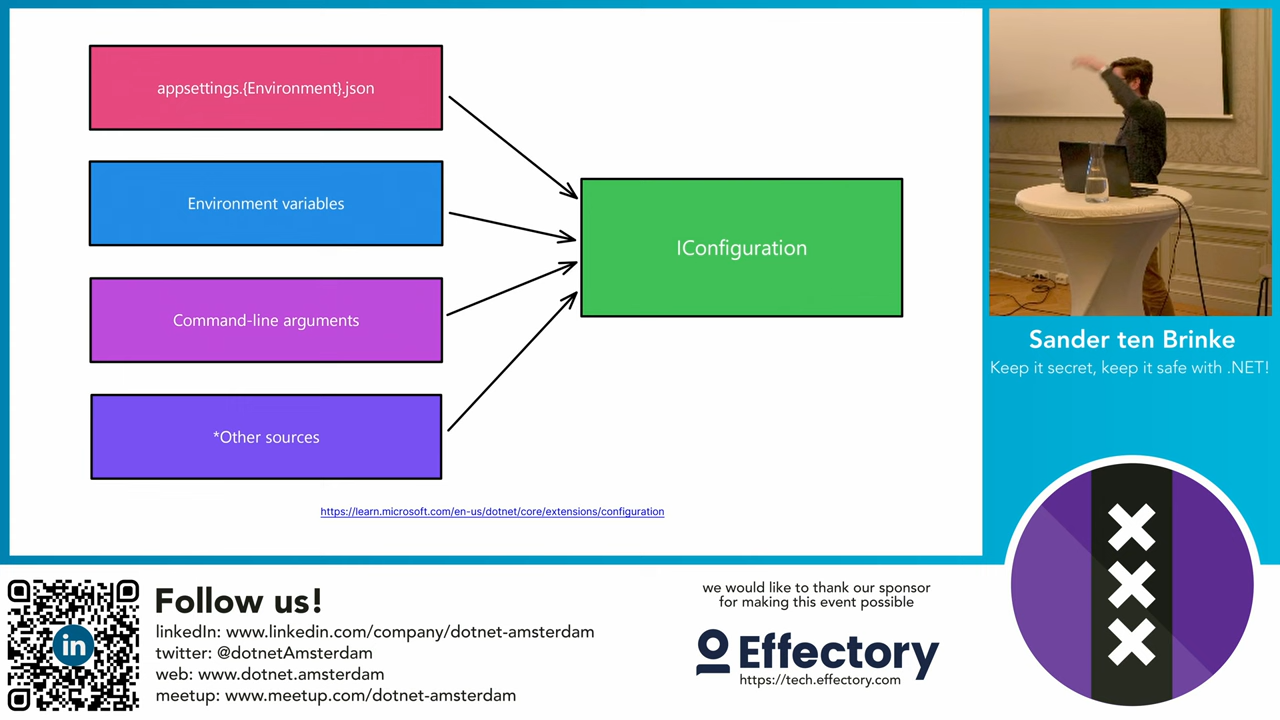 appsettings.{Environment}.json
Environment variables
Command-line arguments
*Other sources
IConfiguration
https://learn.microsoft.com/en-us/dotnet/core/extensions/configuration
Sander ten Brinke
Keep it secret, keep it safe with .NET!
Follow us!
linkedIn: www.linkedin.com/company/dotnet-amsterdam
twitter: @dotnetAmsterdam
web: www.dotnet.amsterdam
meetup: www.meetup.com/dotnet-amsterdam
in
we would like to thank our sponsor
for making this event possible
Effectory
https://tech.effectory.com